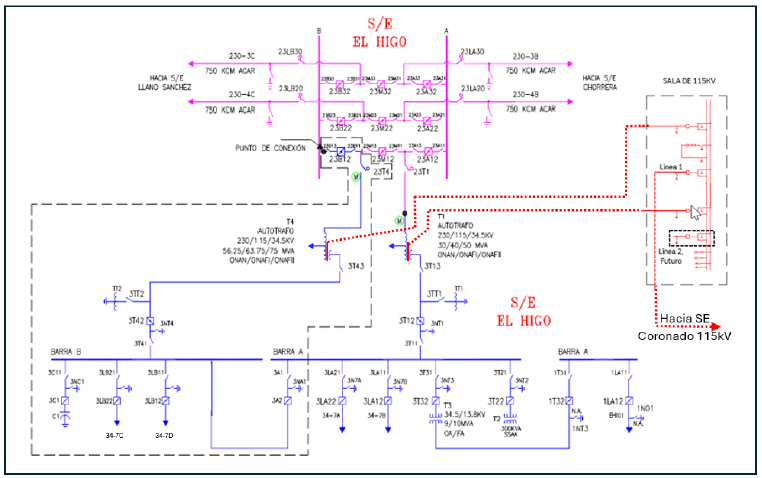 S/E
EL HIGO
B
A
230-3C
23LB30
23LA30
230-3B
750 KCM ACAR
23B32
23M32
23A32
750 KCM ACAR
HACIA S/E
LLANO SANCHEZ
HACIA S/E
CHORRERA
230-4C
23LB20
23LA20
230-4B
750 KCM ACAR
23B22
23M22
23A22
750 KCM ACAR
SALA DE 115KV
PUNTO DE CONEXIÓN
23B12
23M12
23A12
23T4
23T1
M
M
Línea 1
Línea 2,
Futuro
T4
AUTOTRAFO
230/115/34.5KV
56.25/63.75/75 MVA
ONAN/ONAFI/ONAFII
T1
AUTOTRAFO
230/115/34.5KV
30/40/50 MVA
ONAN/ONAFI/ONAFII
3T43
3T13
TT2
3TT2
3TT1
TT1
S/E
EL HIGO
3T42
3NT4
3T12
3NT1
3T41
3T11
Hacia SE
Coronado 115kV
BARRA B
BARRA A
BARRA A
3C11
3LB21
3LB11
3A1
3LA21
3LA11
3T31
3T21
1T31
1LA11
3NC1
3NA1
3N7A
3N7B
3NT3
3NT2
3C1
3LB22
3LB12
3A2
3LA22
3LA12
3T32
3T22
1T32
1LA12
N.A.
1NO1
C1
34-7C
34-7D
34-7A
34-7B
T3
34.5/13.8KV
9/10MVA
OA/FA
T2
300KVA
SSAA
1NT3
EHI01
N.A.